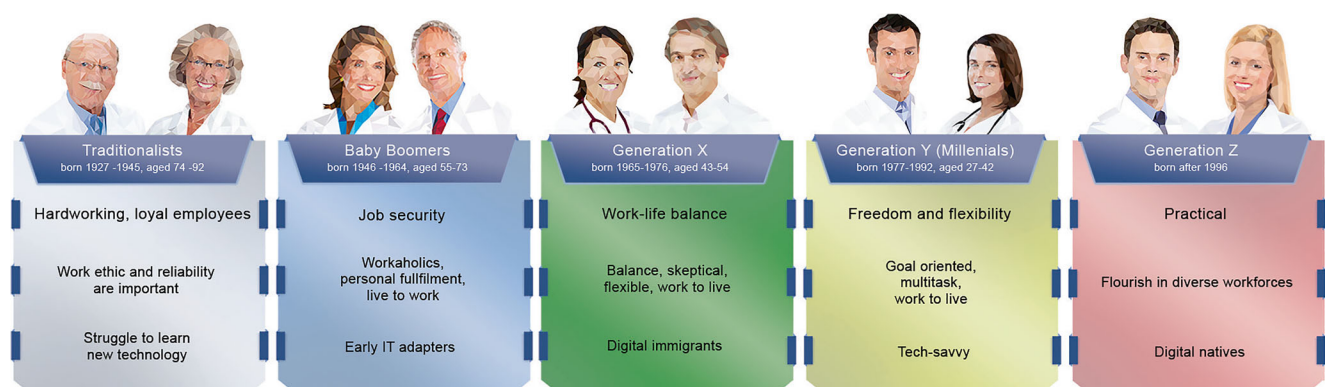 Traditionalists
born 1927 -1945, aged 74 -92
Hardworking, loyal employees
Work ethic and reliability
are important
Struggle to learn
new technology
Baby Boomers
born 1946 -1964, aged 55-73
Job security
Workaholics,
personal fullfilment,
live to work
Early IT adapters
Generation X
born 1965-1976, aged 43-54
Work-life balance
Balance, skeptical,
flexible, work to live
Digital immigrants
Generation Y (Millenials)
born 1977-1992, aged 27-42
Freedom and flexibility
Goal oriented,
multitask,
work to live
Tech-savvy
Generation Z
born after 1996
Practical
Flourish in diverse workforces
Digital natives